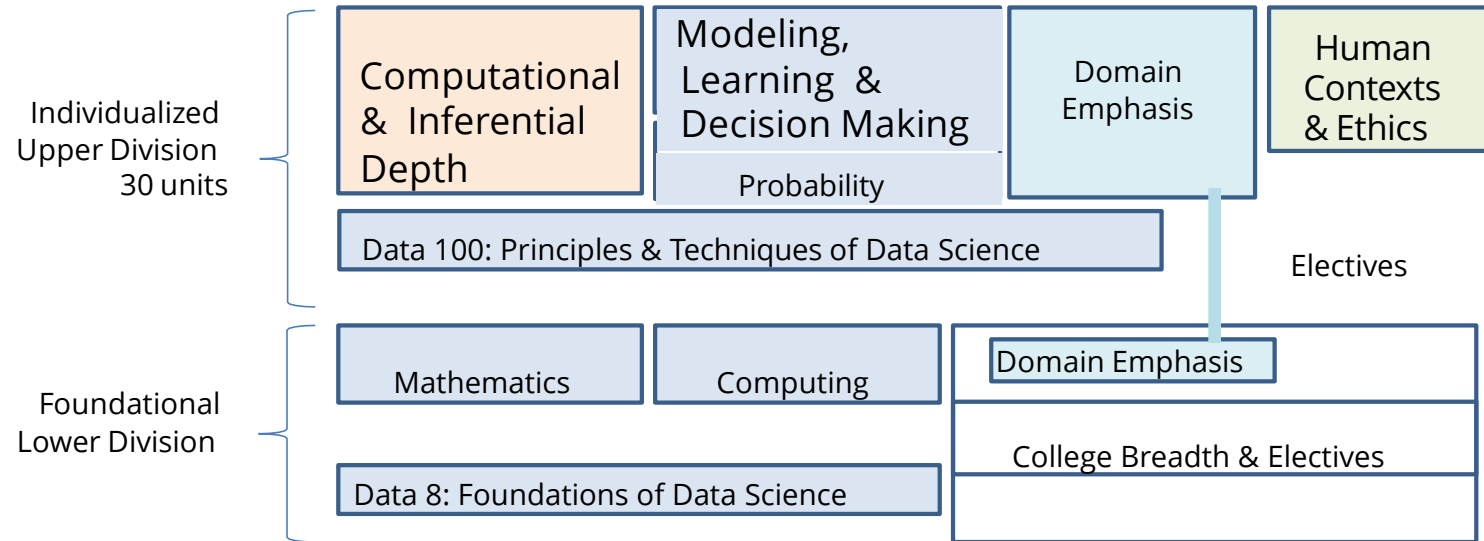 Individualized
Upper Division
30 units
Computational
& Inferential
Depth
Modeling,
Learning &
Decision Making
Probability
Domain
Emphasis
Human
Contexts
& Ethics
Data 100: Principles & Techniques of Data Science
Electives
Foundational
Lower Division
Mathematics
Computing
Domain Emphasis
College Breadth & Electives
Data 8: Foundations of Data Science